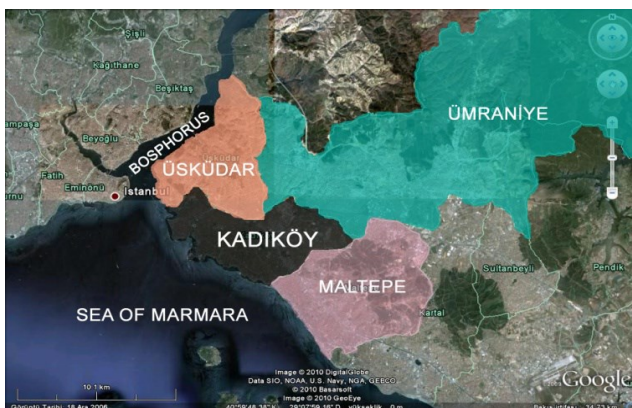 Şişli
Kağıthane
Beşiktaş
ÜMRANİYE
Beyoğlu
BOSPHORUS
Üsküdar
ÜSKÜDAR
Fatih
Eminönü
İstanbul
KADIKÖY
Sultanbeyli
Pendik
MALTEPE
Kartal
SEA OF MARMARA
Image © 2010 DigitalGlobe
Data SIO, NOAA, U.S. Navy, NGA, GEBCO
© 2010 Basarsoft
Image © 2010 GeoEye
10.1 km
Google